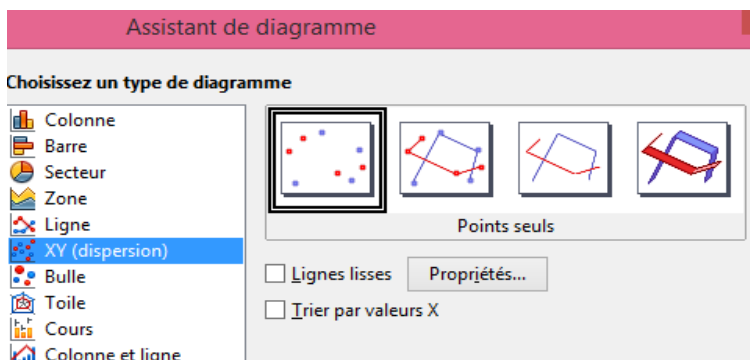 Assistant de diagramme
Choisissez un type de diagramme
Colonne
Barre
Secteur
Zone
Ligne
XY (dispersion)
Bulle
Toile
Cours
Colonne et ligne
Points seuls
Lignes lisses Propriétés...
Trier par valeurs X